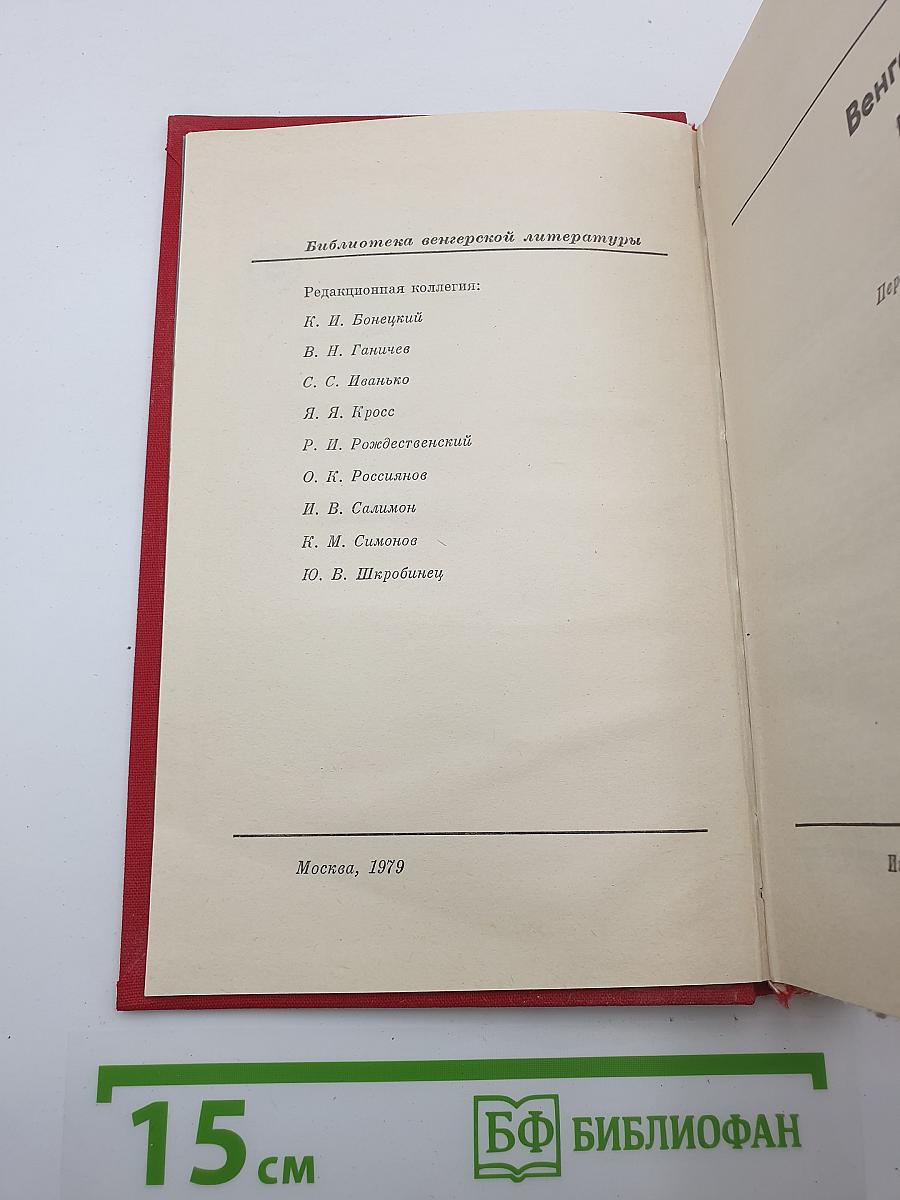 Библиотека венгерской литературы
Редакционная коллегия:
К. И. Бонецкий
В. Н. Ганичев
С. С. Иванько
Я. Я. Кросс
Р. И. Рождественский
О. К. Россиянов
И. В. Салимон
К. М. Симонов
Ю. В. Шкробинец
Москва, 1979
15 см
БФ БИБЛИОФАН